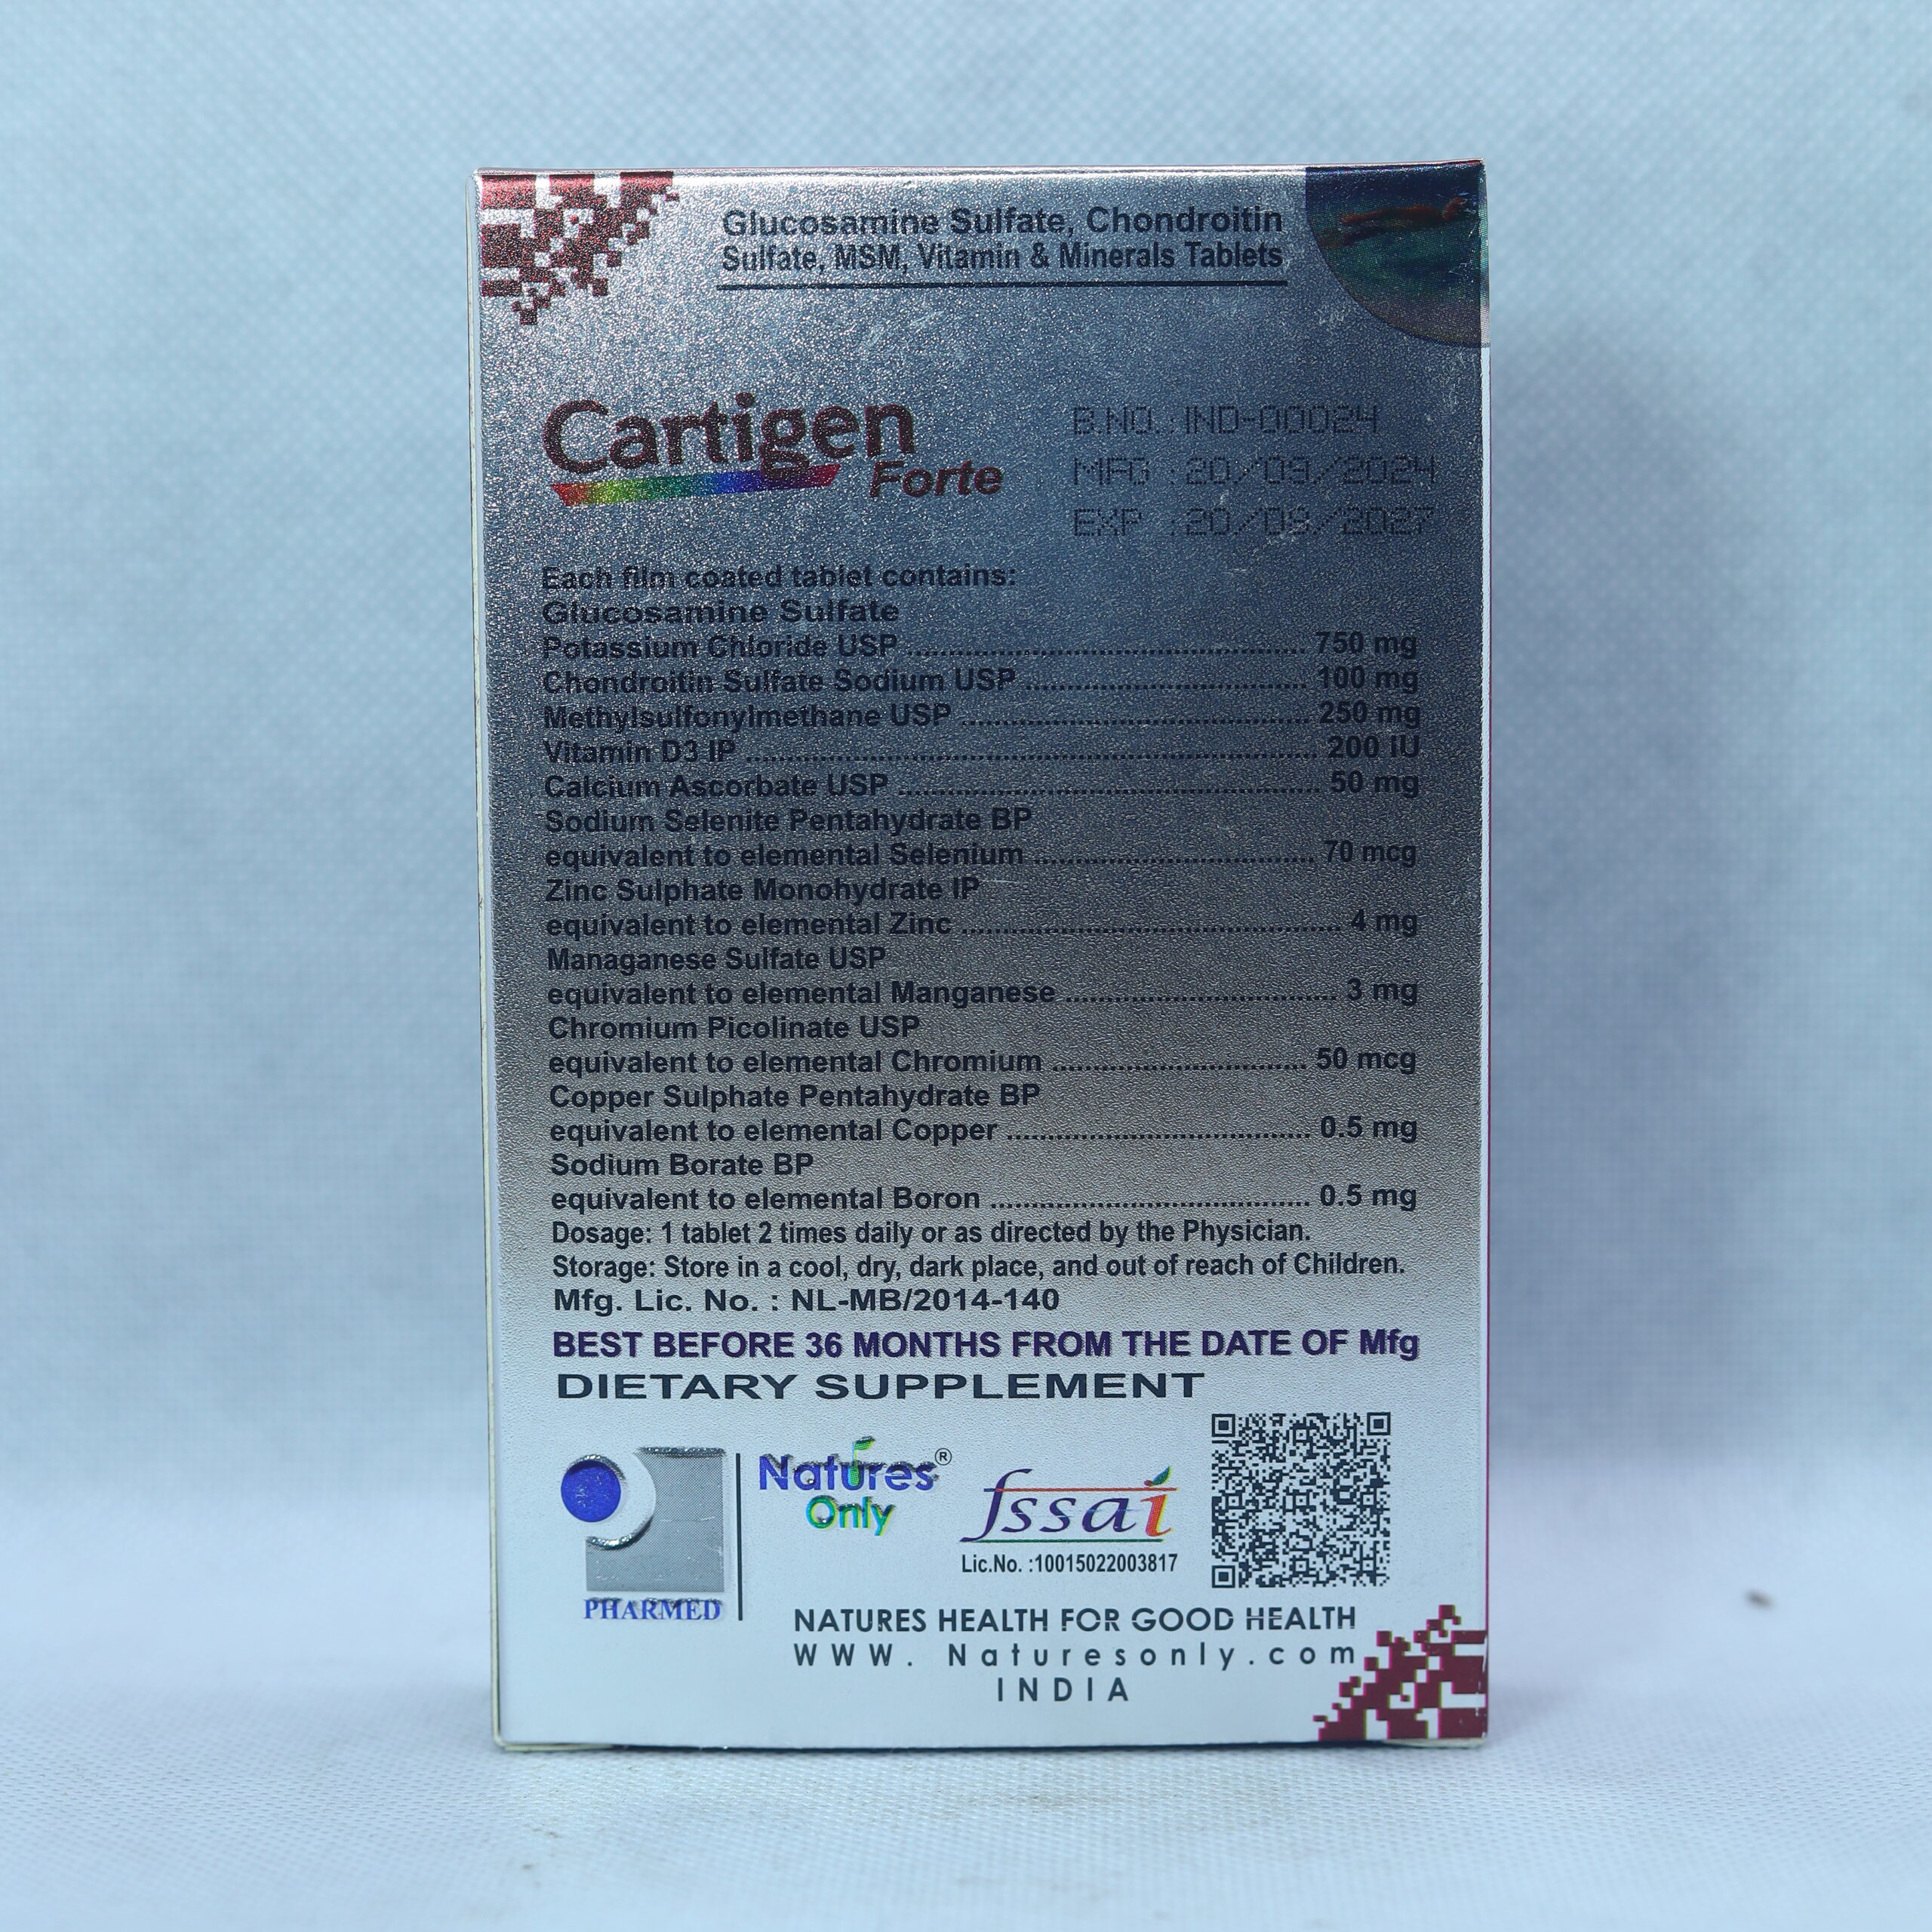 Glucosamine Sulfate, Chondroitin
Sulfate, MSM, Vitamin & Minerals Tablets
Cartigen
Forte
B.NO.:IND-00024
MFG :20/09/2024
EXP :20/09/2027
Each film coated tablet contains:
Glucosamine Sulfate
Potassium Chloride USP ........................................ 750 mg
Chondroitin Sulfate Sodium USP ............................ 100 mg
Methylsulfonylmethane USP .................................. 250 mg
Vitamin D3 IP ........................................................ 200 IU
Calcium Ascorbate USP .......................................... 50 mg
Sodium Selenite Pentahydrate BP
equivalent to elemental Selenium ............................ 70 mcg
Zinc Sulphate Monohydrate IP
equivalent to elemental Zinc ...................................... 4 mg
Managanese Sulfate USP
equivalent to elemental Manganese ........................... 3 mg
Chromium Picolinate USP
equivalent to elemental Chromium ......................... 50 mcg
Copper Sulphate Pentahydrate BP
equivalent to elemental Copper .............................. 0.5 mg
Sodium Borate BP
equivalent to elemental Boron ................................ 0.5 mg
Dosage: 1 tablet 2 times daily or as directed by the Physician.
Storage: Store in a cool, dry, dark place, and out of reach of Children.
Mfg. Lic. No. : NL-MB/2014-140
BEST BEFORE 36 MONTHS FROM THE DATE OF Mfg
DIETARY SUPPLEMENT
PHARMED
Natures®
Only
fssai
Lic.No. :10015022003817
NATURES HEALTH FOR GOOD HEALTH
WWW. Naturesonly.com
INDIA